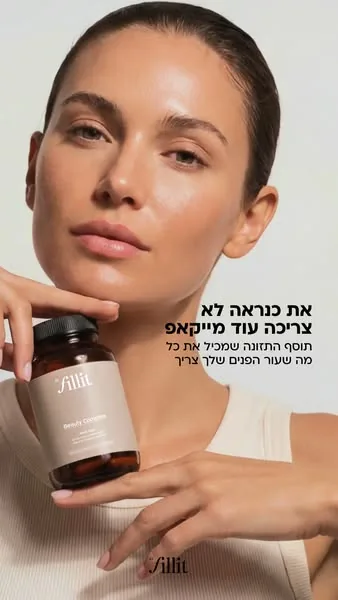 את כנראה לא
צריכה עוד מייקאפ
תוסף התזונה שמכיל את כל
מה שעור הפנים שלך צריך
fillit
Beauty Complex
fillit